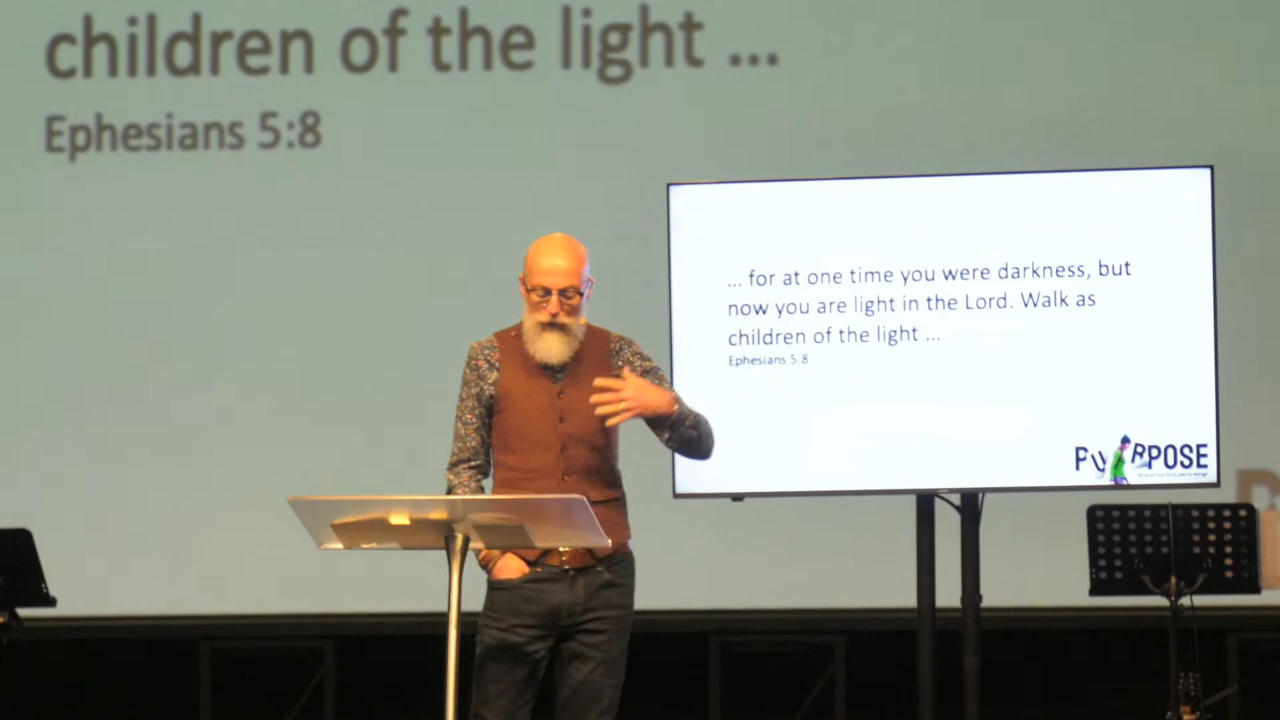 children of the light ...
Ephesians 5:8
... for at one time you were darkness, but
now you are light in the Lord. Walk as
children of the light ...
Ephesians 5:8
PURPOSE